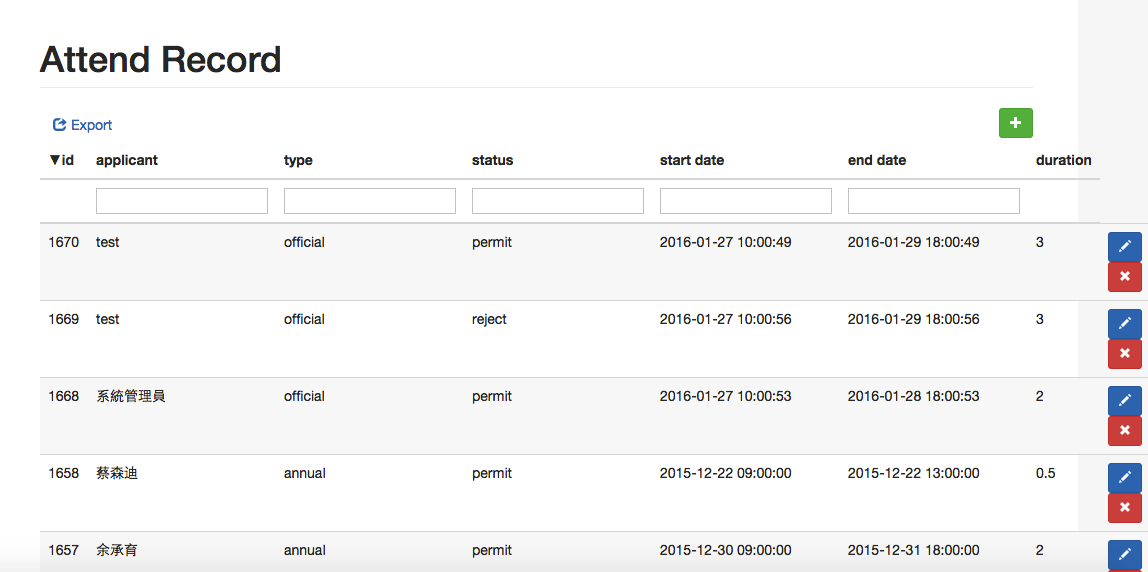 Attend Record
Export
▼id applicant type status start date end date duration
1670 test official permit 2016-01-27 10:00:49 2016-01-29 18:00:49 3
1669 test official reject 2016-01-27 10:00:56 2016-01-29 18:00:56 3
1668 系統管理員 official permit 2016-01-27 10:00:53 2016-01-28 18:00:53 2
1658 蔡森迪 annual permit 2015-12-22 09:00:00 2015-12-22 13:00:00 0.5
1657 余承育 annual permit 2015-12-30 09:00:00 2015-12-31 18:00:00 2